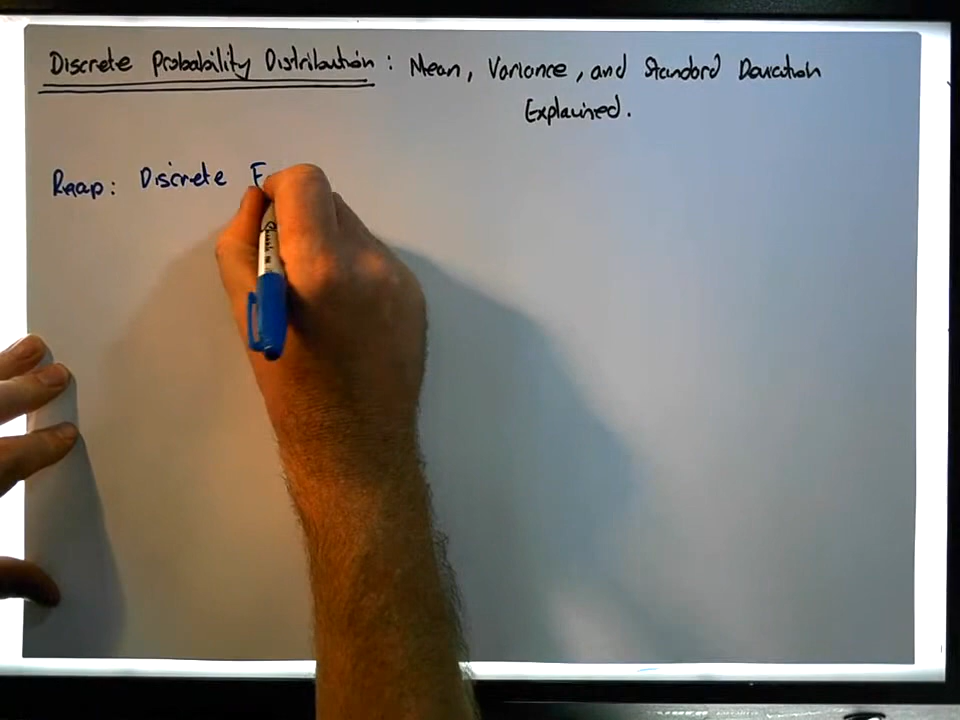 Discrete Probability Distribution : Mean, Variance, and Standard Deviation
Explained.
Recap: Discrete